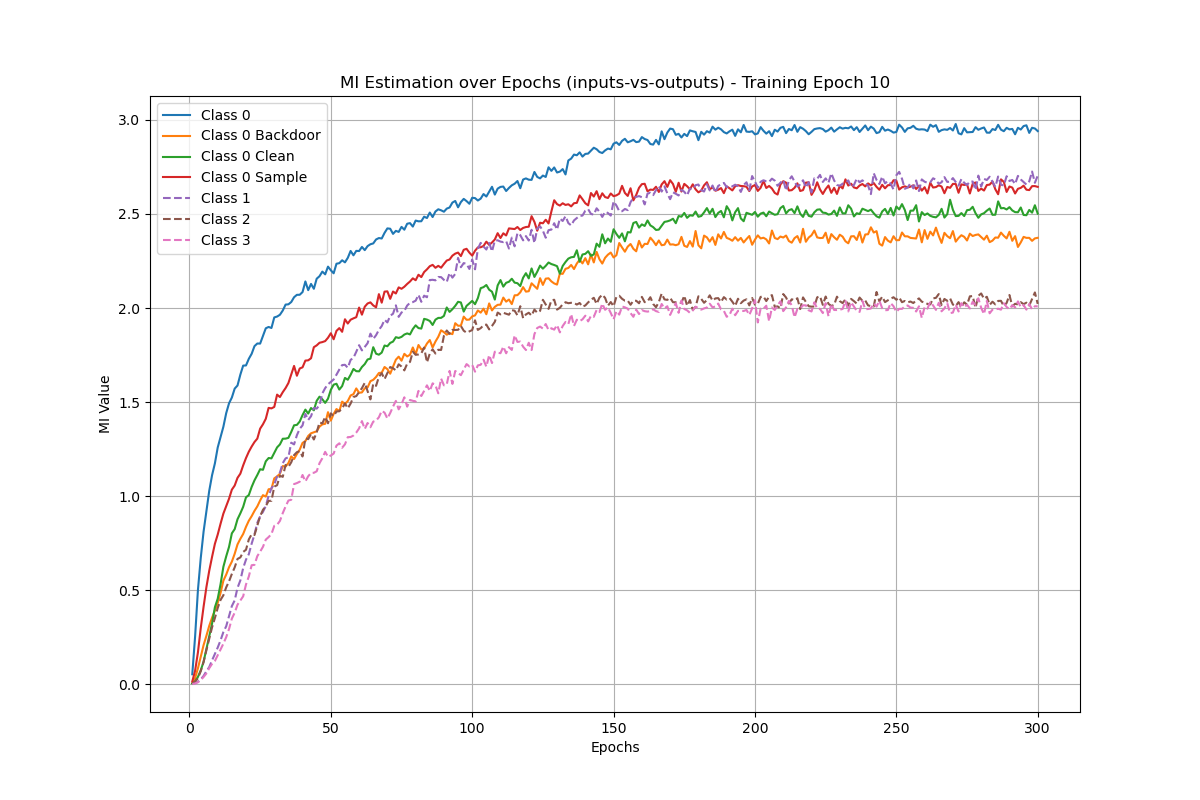 MI Estimation over Epochs (inputs-vs-outputs) - Training Epoch 10
Class 0
Class 0 Backdoor
Class 0 Clean
Class 0 Sample
Class 1
Class 2
Class 3
MI Value
3.0
2.5
2.0
1.5
1.0
0.5
0.0
0 50 100 150 200 250 300
Epochs